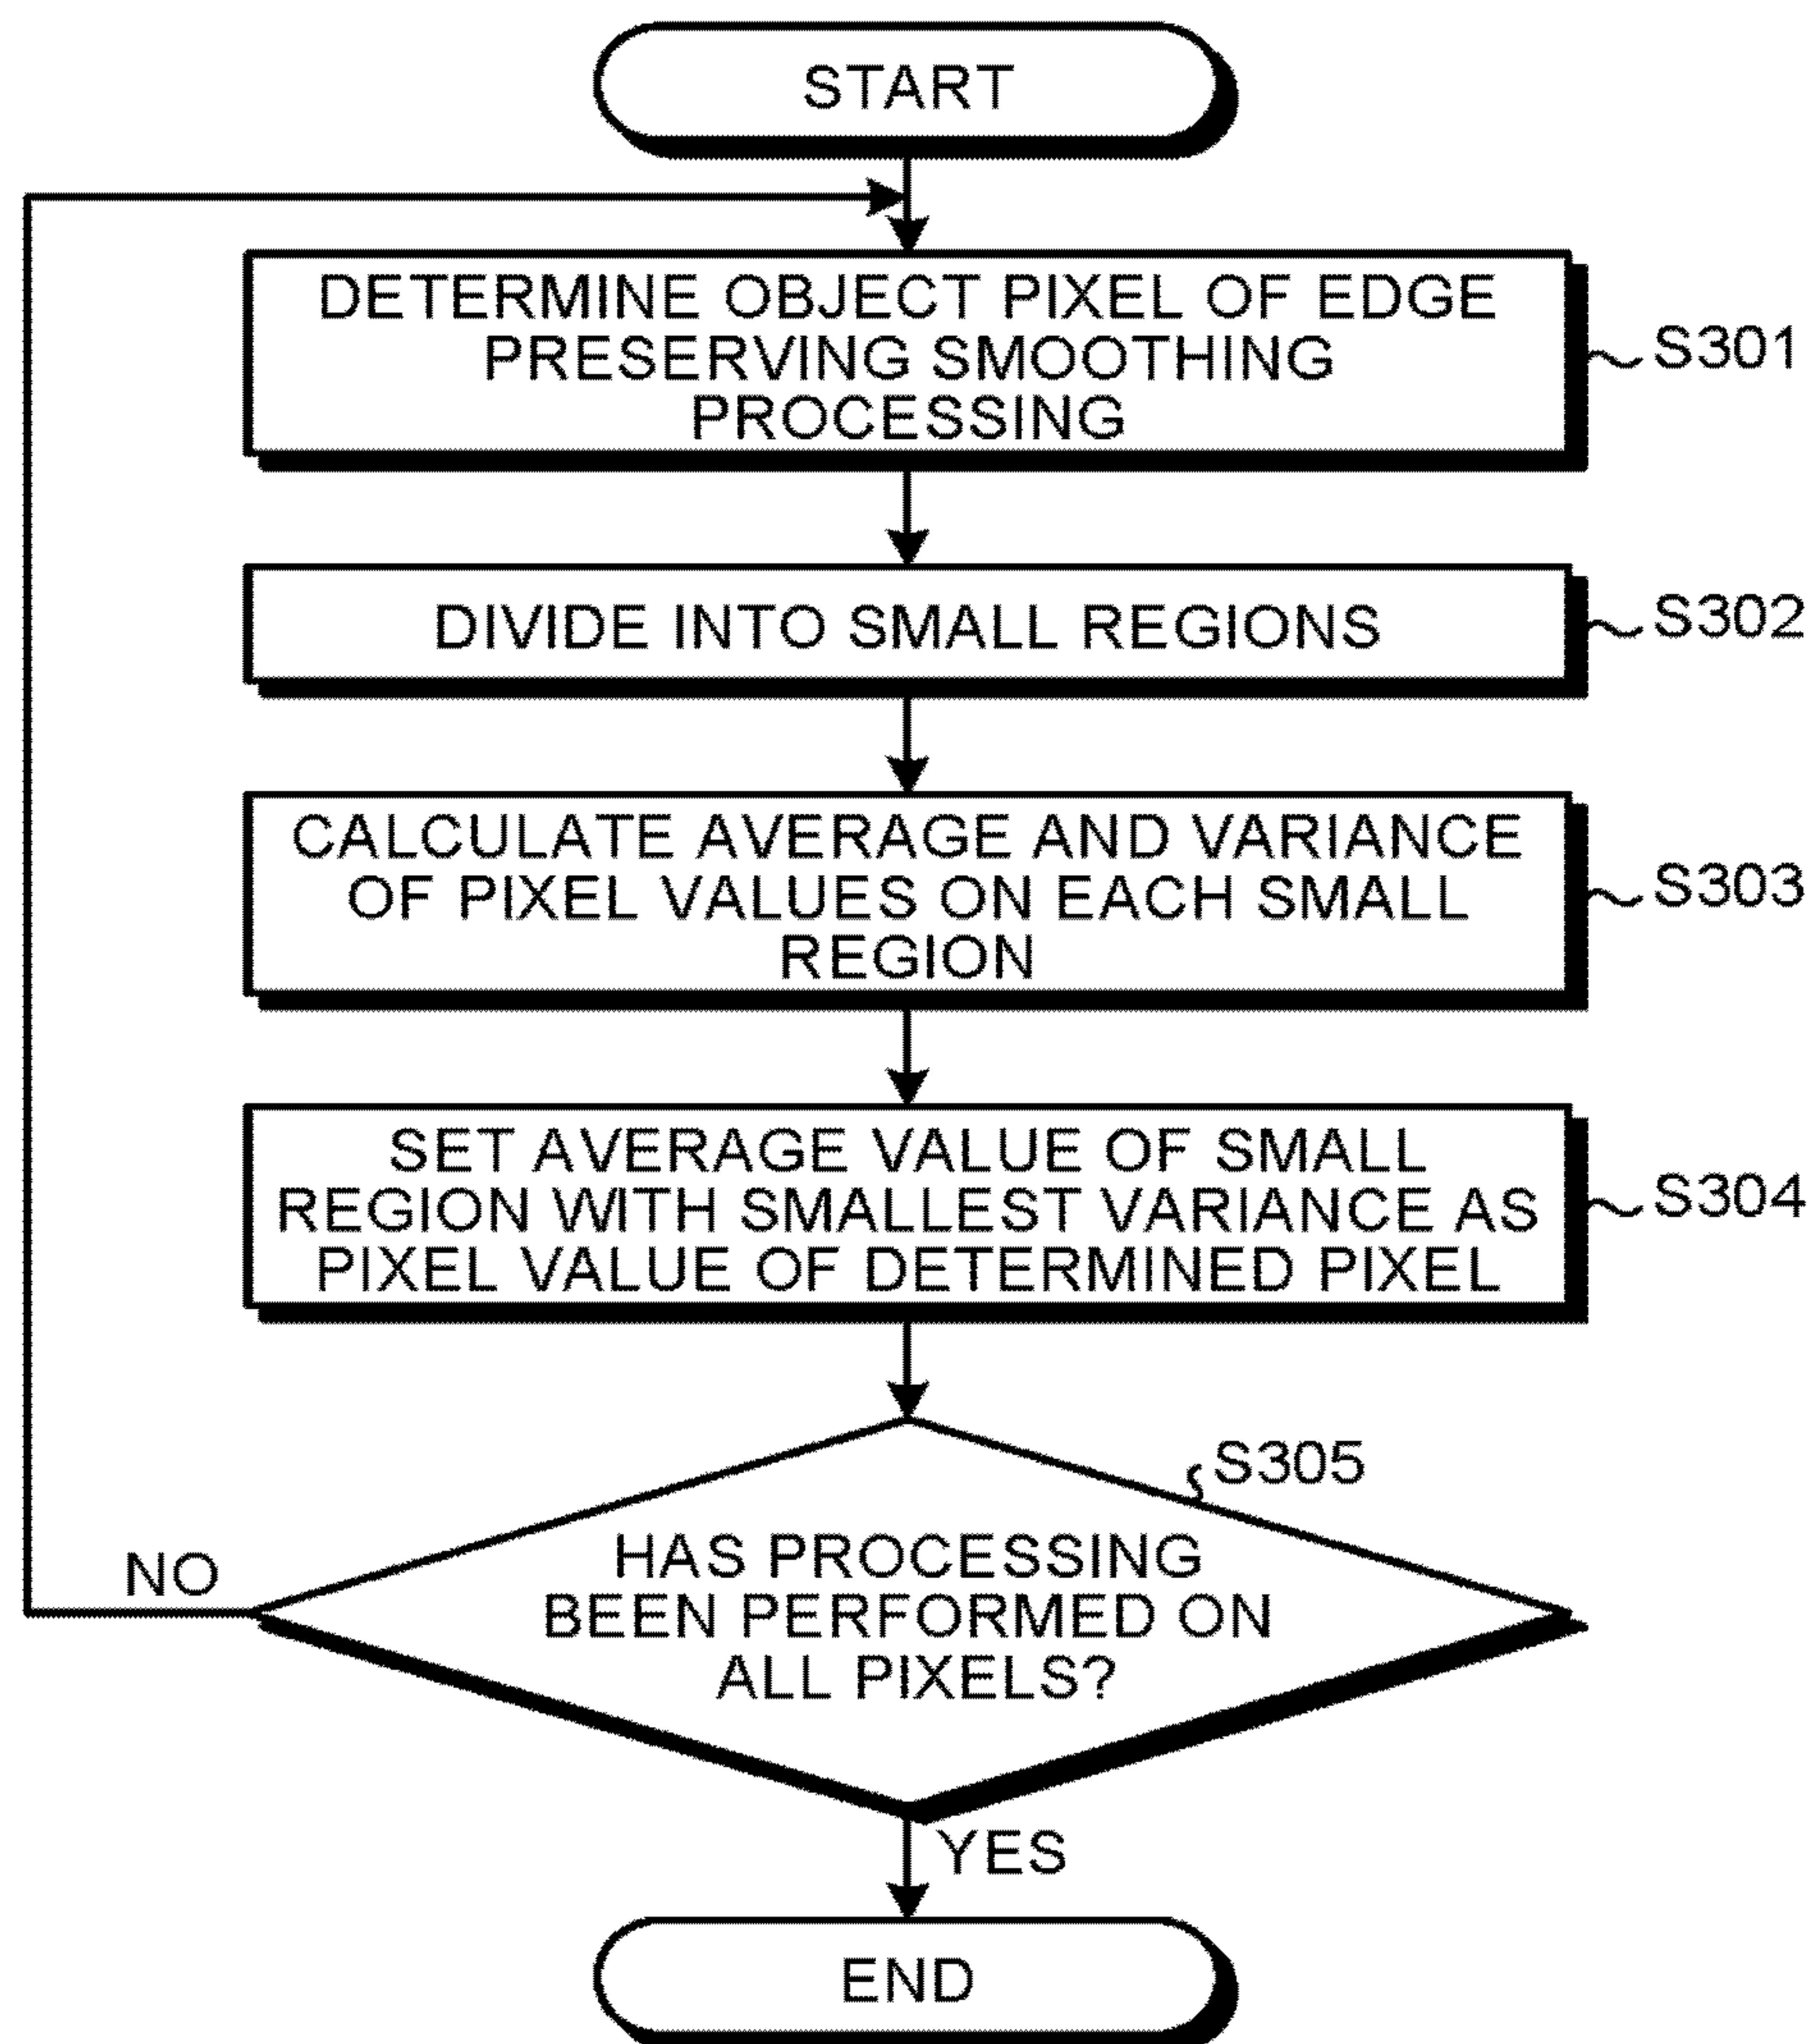 START
DETERMINE OBJECT PIXEL OF EDGE
PRESERVING SMOOTHING
PROCESSING
S301
DIVIDE INTO SMALL REGIONS
S302
CALCULATE AVERAGE AND VARIANCE
OF PIXEL VALUES ON EACH SMALL
REGION
S303
SET AVERAGE VALUE OF SMALL
REGION WITH SMALLEST VARIANCE AS
PIXEL VALUE OF DETERMINED PIXEL
S304
S305
HAS PROCESSING
BEEN PERFORMED ON
ALL PIXELS?
NO
YES
END